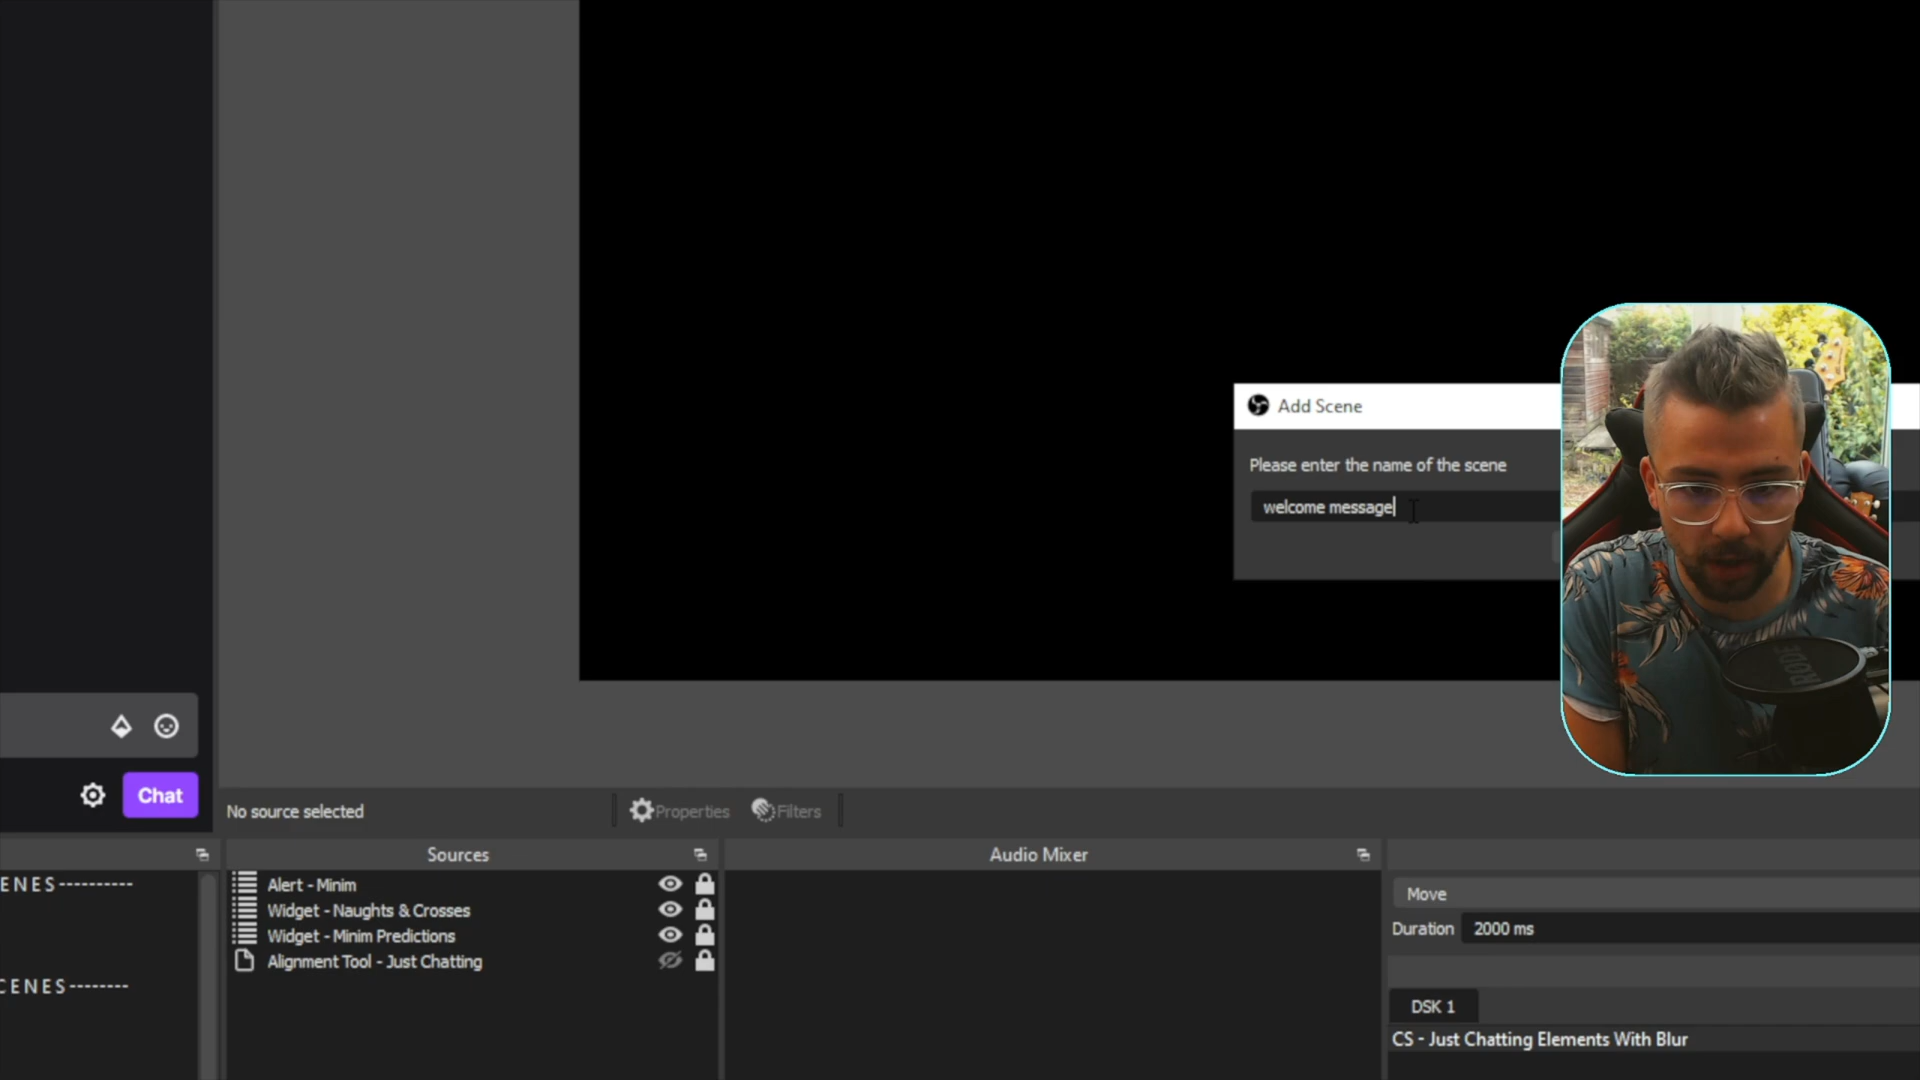 Add Scene
Please enter the name of the scene
welcome message
RODE
Chat
No source selected
Properties
Filters
Sources
Audio Mixer
ENES----------
CENES--------
Alert - Minim
Widget - Naughts & Crosses
Widget - Minim Predictions
Alignment Tool - Just Chatting
Move
Duration 2000 ms
DSK 1
CS - Just Chatting Elements With Blur